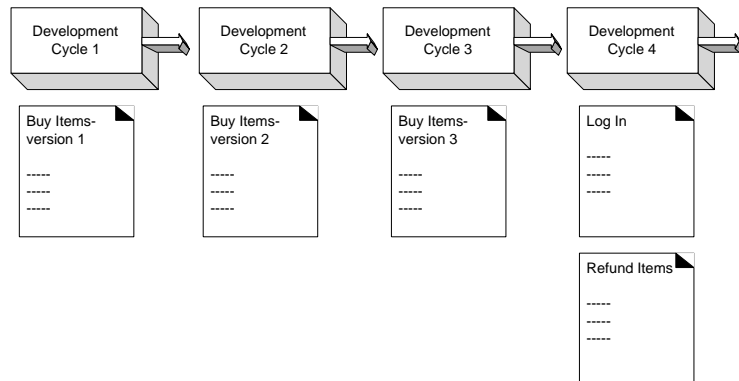 Development
Cycle 1
Development
Cycle 2
Development
Cycle 3
Development
Cycle 4
Buy Items-
version 1
-----
-----
-----
Buy Items-
version 2
-----
-----
-----
Buy Items-
version 3
-----
-----
-----
Log In
-----
-----
-----
Refund Items
-----
-----
-----